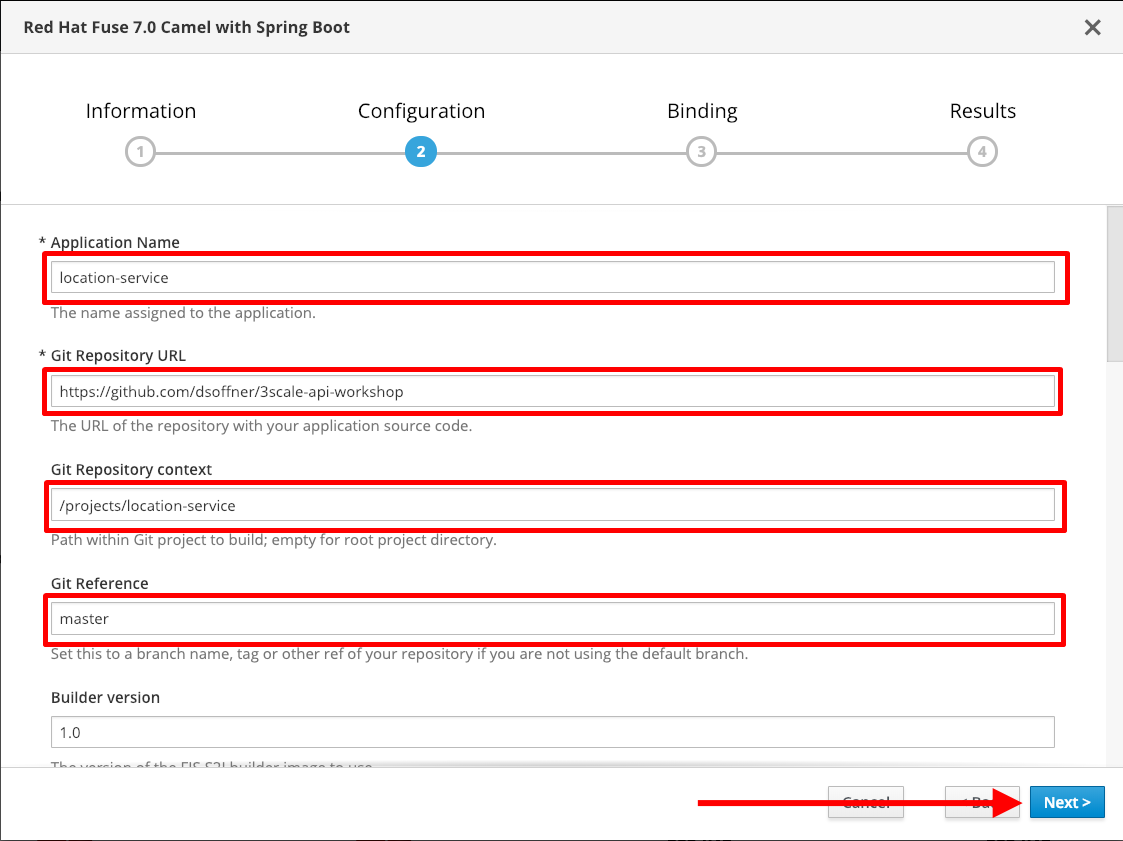 Red Hat Fuse 7.0 Camel with Spring Boot
Information Configuration Binding Results
1 2 3 4
* Application Name
location-service
The name assigned to the application.
* Git Repository URL
https://github.com/dsoffner/3scale-api-workshop
The URL of the repository with your application source code.
Git Repository context
/projects/location-service
Path within Git project to build; empty for root project directory.
Git Reference
master
Set this to a branch name, tag or other ref of your repository if you are not using the default branch.
Builder version
1.0
The version of the FIS S2I builder image to use.
Cancel < Back Next >